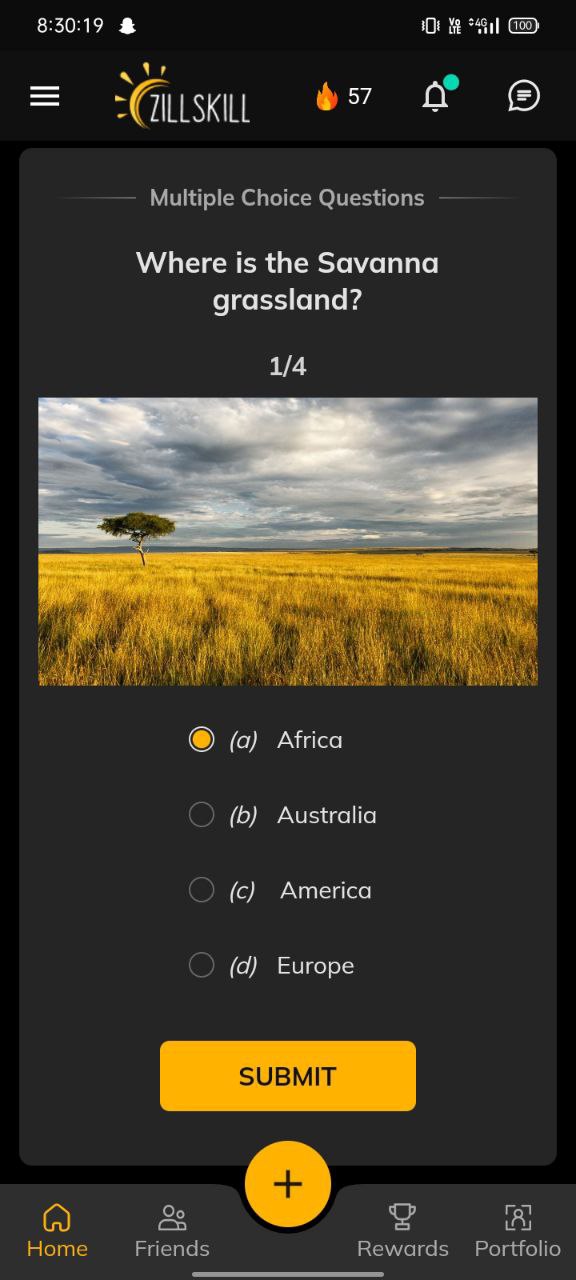 8:30:19
Vo LTE 4G 100
ZILLSKILL
57
Multiple Choice Questions
Where is the Savanna
grassland?
1/4
(a) Africa
(b) Australia
(c) America
(d) Europe
SUBMIT
+
Home Friends Rewards Portfolio